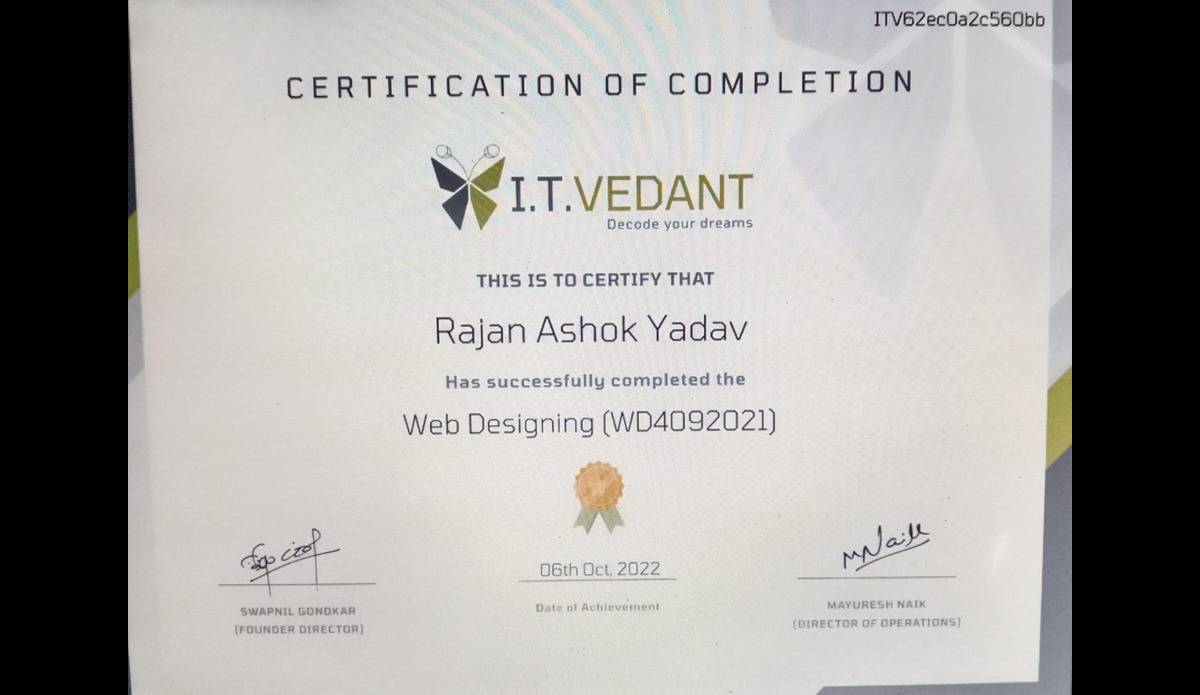 ITV62ec0a2c560bb
CERTIFICATION OF COMPLETION
I.T.VEDANT
Decode your dreams
THIS IS TO CERTIFY THAT
Rajan Ashok Yadav
Has successfully completed the
Web Designing (WD4092021)
06th Oct, 2022
Date of Achievement
SWAPNIL GONDKAR
(FOUNDER DIRECTOR)
MNaik
MAYURESH NAIK
(DIRECTOR OF OPERATIONS)